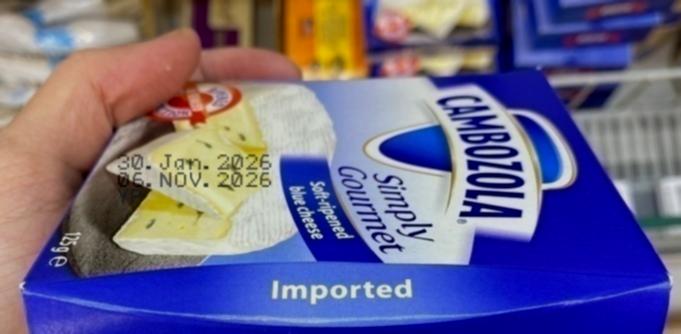 30. Jan. 2026
06. NOV. 2026
CAMBOZOLA
Simply
Gourmet
Soft-ripened
blue cheese
125g e
Imported